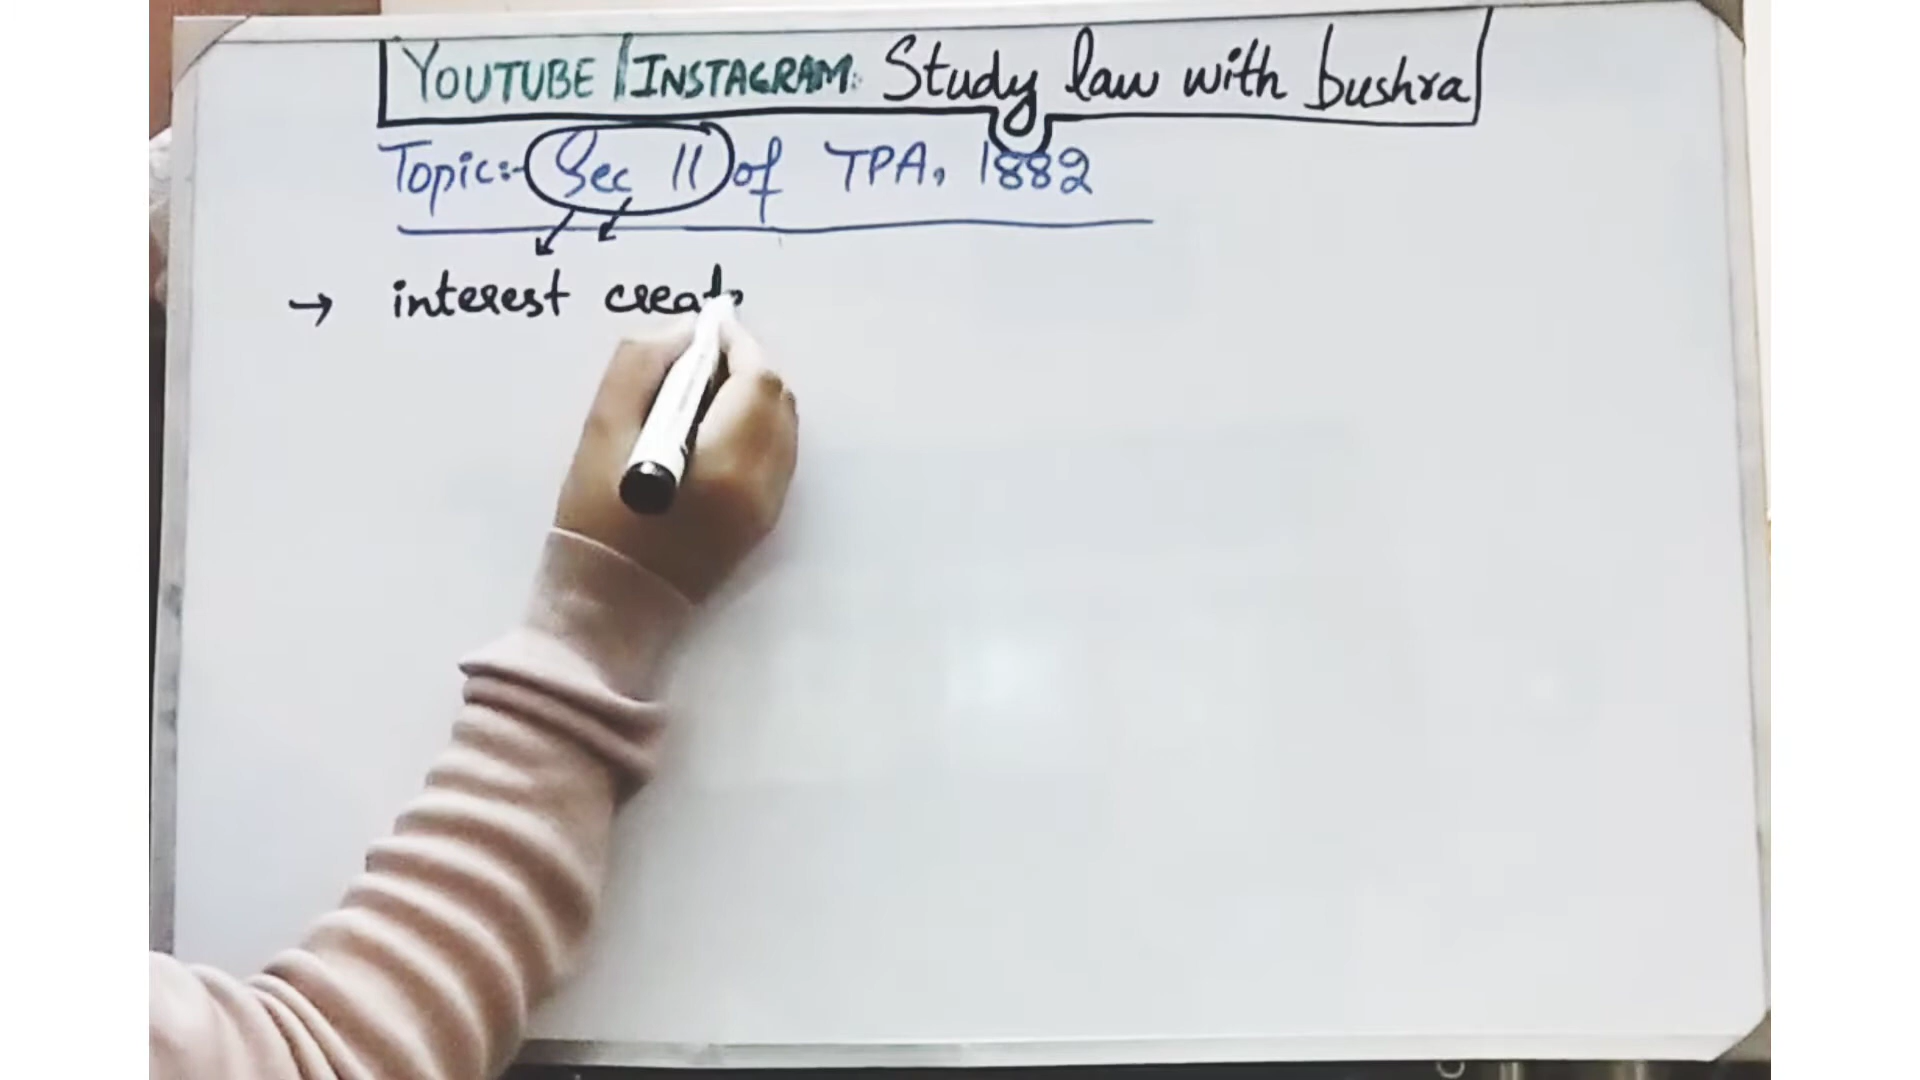 YOUTUBE / INSTAGRAM: Study law with bushra
Topic:- Sec 11 of TPA, 1882
→ interest